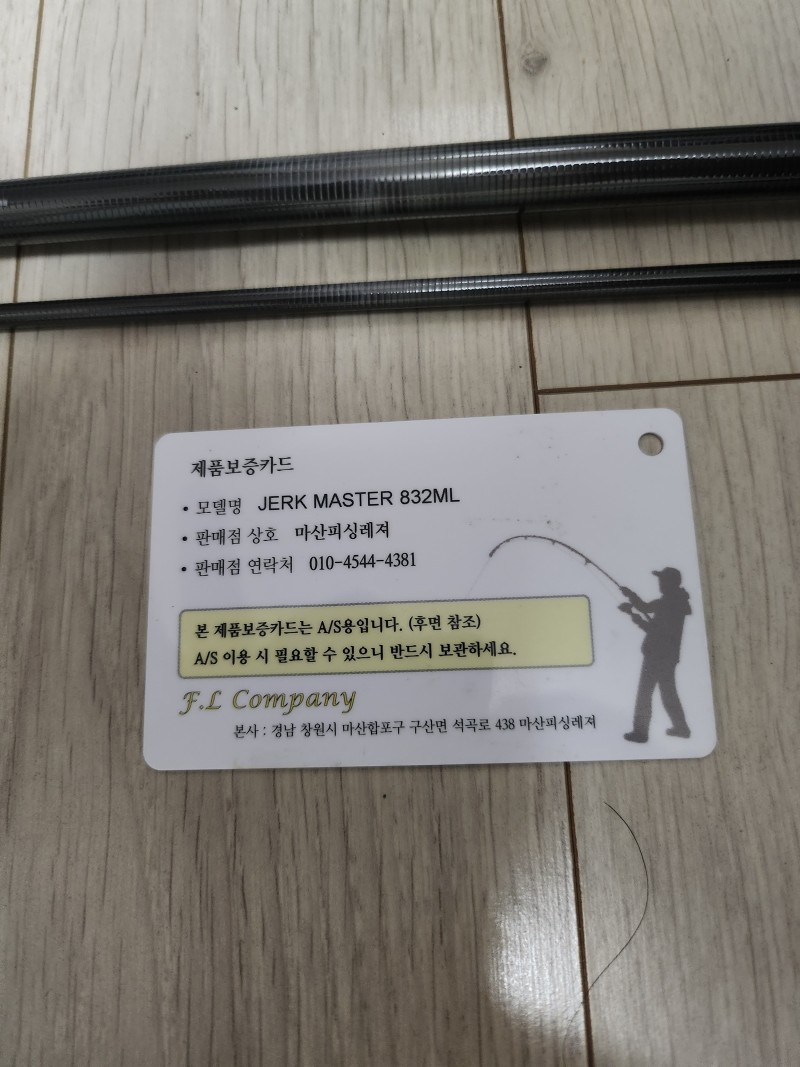 제품보증카드
• 모델명 JERK MASTER 832ML
• 판매점 상호 마산피싱레져
• 판매점 연락처 010-4544-4381
본 제품보증카드는 A/S용입니다. (후면 참조)
A/S 이용 시 필요할 수 있으니 반드시 보관하세요.
F.L Company
본사 : 경남 창원시 마산합포구 구산면 석곡로 438 마산피싱레져